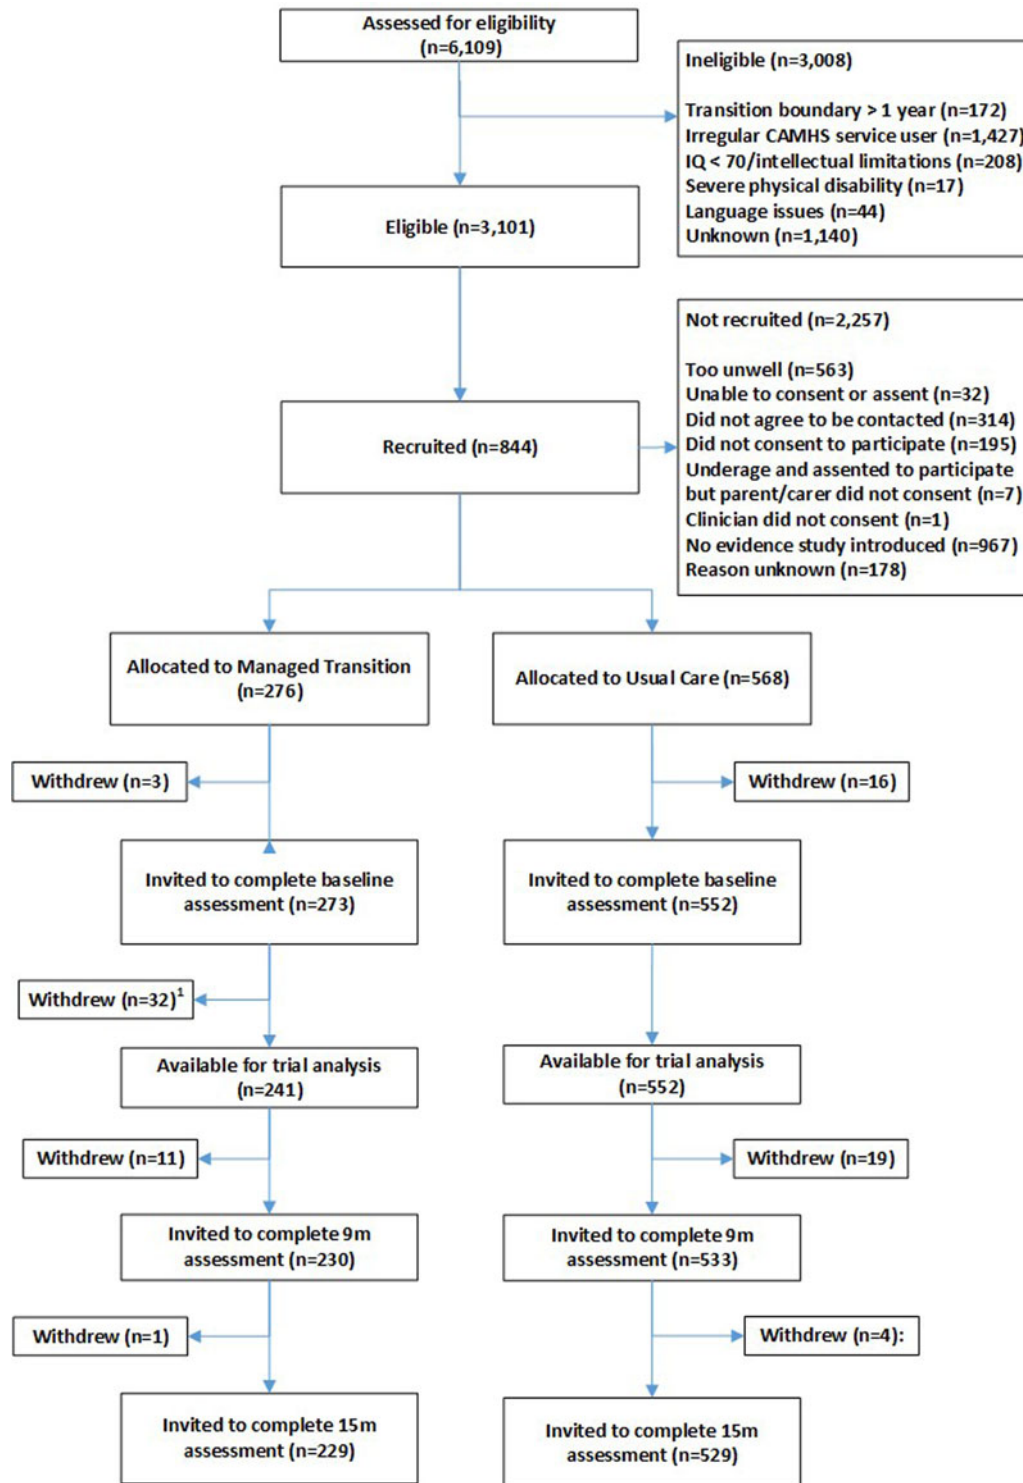 Assessed for eligibility
(n=6,109)
Ineligible (n=3,008)
Transition boundary > 1 year (n=172)
Irregular CAMHS service user (n=1,427)
IQ < 70/intellectual limitations (n=208)
Severe physical disability (n=17)
Language issues (n=44)
Unknown (n=1,140)
Eligible (n=3,101)
Not recruited (n=2,257)
Too unwell (n=563)
Unable to consent or assent (n=32)
Did not agree to be contacted (n=314)
Did not consent to participate (n=195)
Underage and assented to participate
but parent/carer did not consent (n=7)
Clinician did not consent (n=1)
No evidence study introduced (n=967)
Reason unknown (n=178)
Recruited (n=844)
Allocated to Managed Transition
(n=276)
Allocated to Usual Care (n=568)
Withdrew (n=3)
Withdrew (n=16)
Invited to complete baseline
assessment (n=273)
Invited to complete baseline
assessment (n=552)
Withdrew (n=32)¹
Available for trial analysis
(n=241)
Available for trial analysis
(n=552)
Withdrew (n=11)
Withdrew (n=19)
Invited to complete 9m
assessment (n=230)
Invited to complete 9m
assessment (n=533)
Withdrew (n=1)
Withdrew (n=4):
Invited to complete 15m
assessment (n=229)
Invited to complete 15m
assessment (n=529)